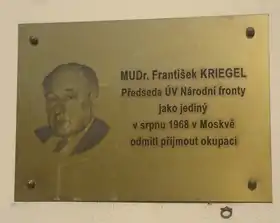 MUDr. František KRIEGEL
Předseda ÚV Národní fronty
jako jediný
v srpnu 1968 v Moskvě
odmítl přijmout okupaci